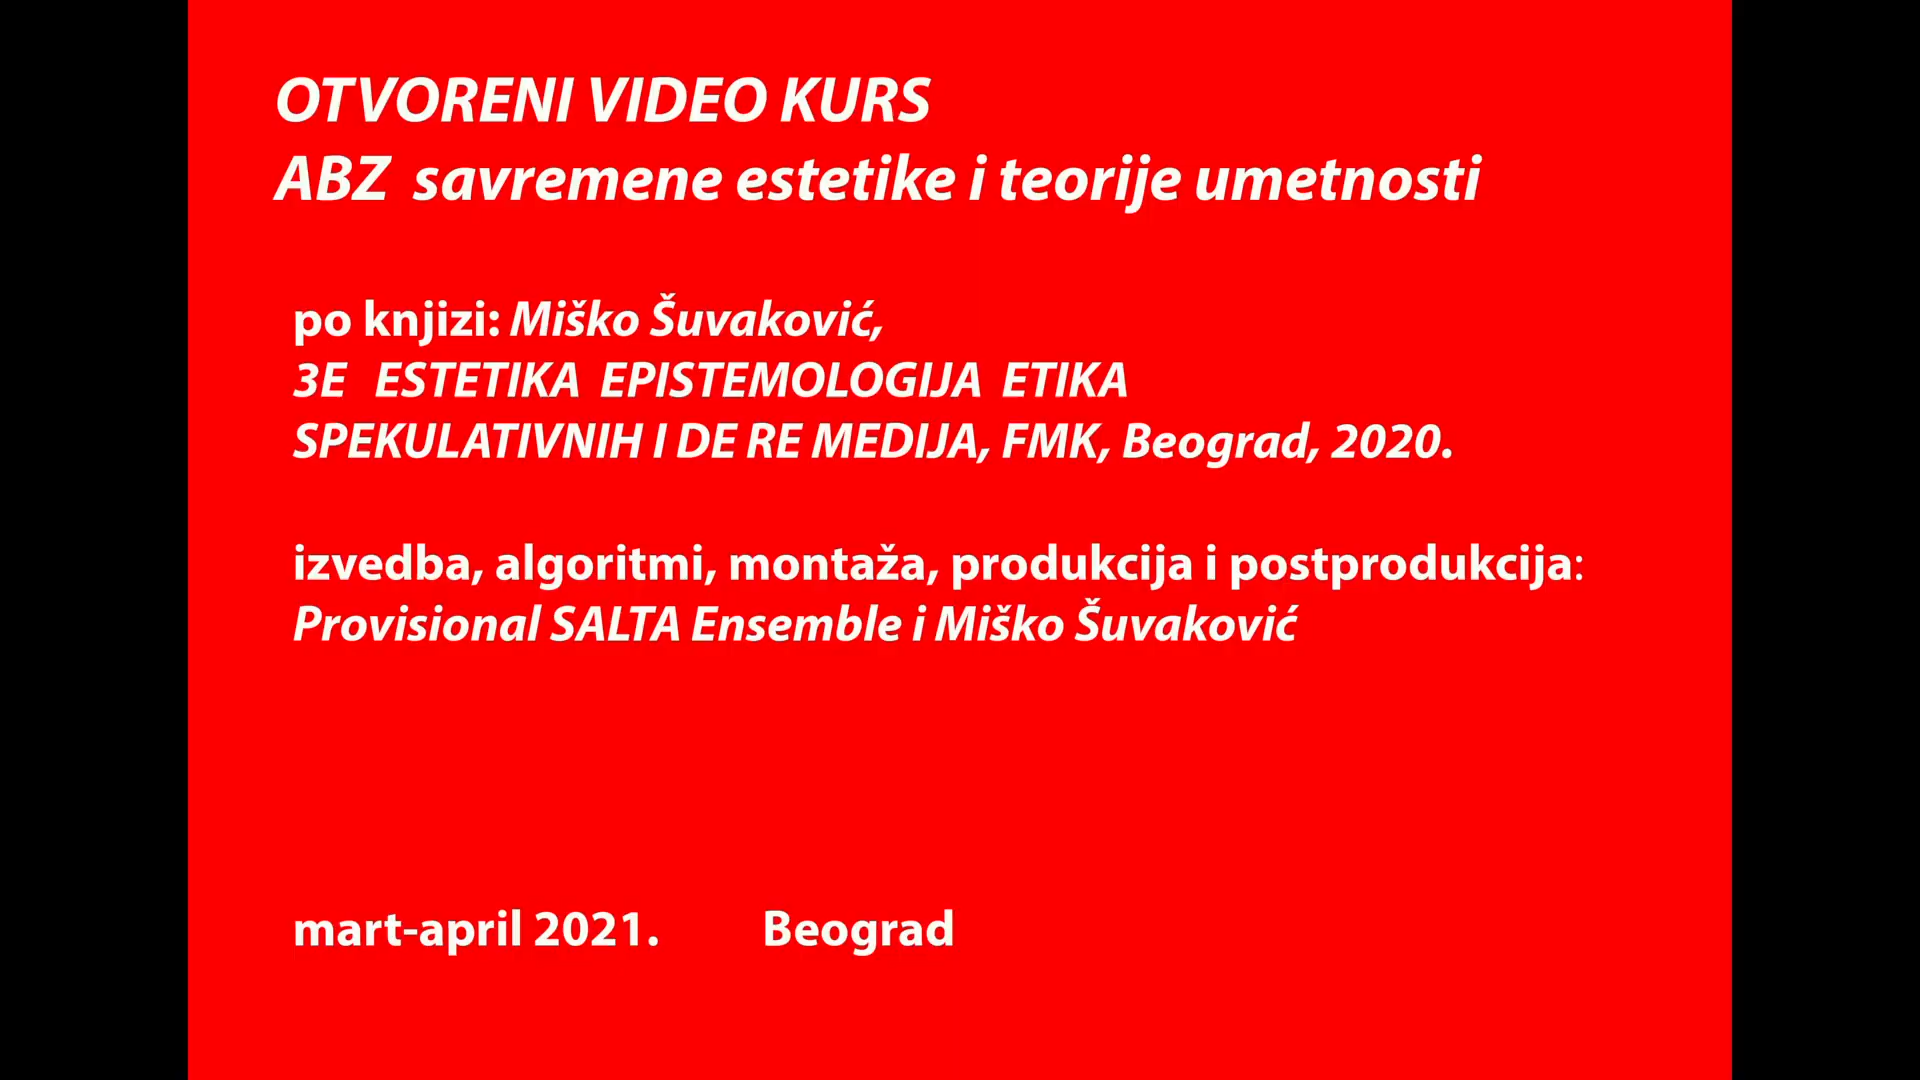 OTVORENI VIDEO KURS
ABZ savremene estetike i teorije umetnosti
po knjizi: Miško Šuvaković,
3E ESTETIKA EPISTEMOLOGIJA ETIKA
SPEKULATIVNIH I DE RE MEDIJA, FMK, Beograd, 2020.
izvedba, algoritmi, montaža, produkcija i postprodukcija:
Provisional SALTA Ensemble i Miško Šuvaković
mart-april 2021. Beograd